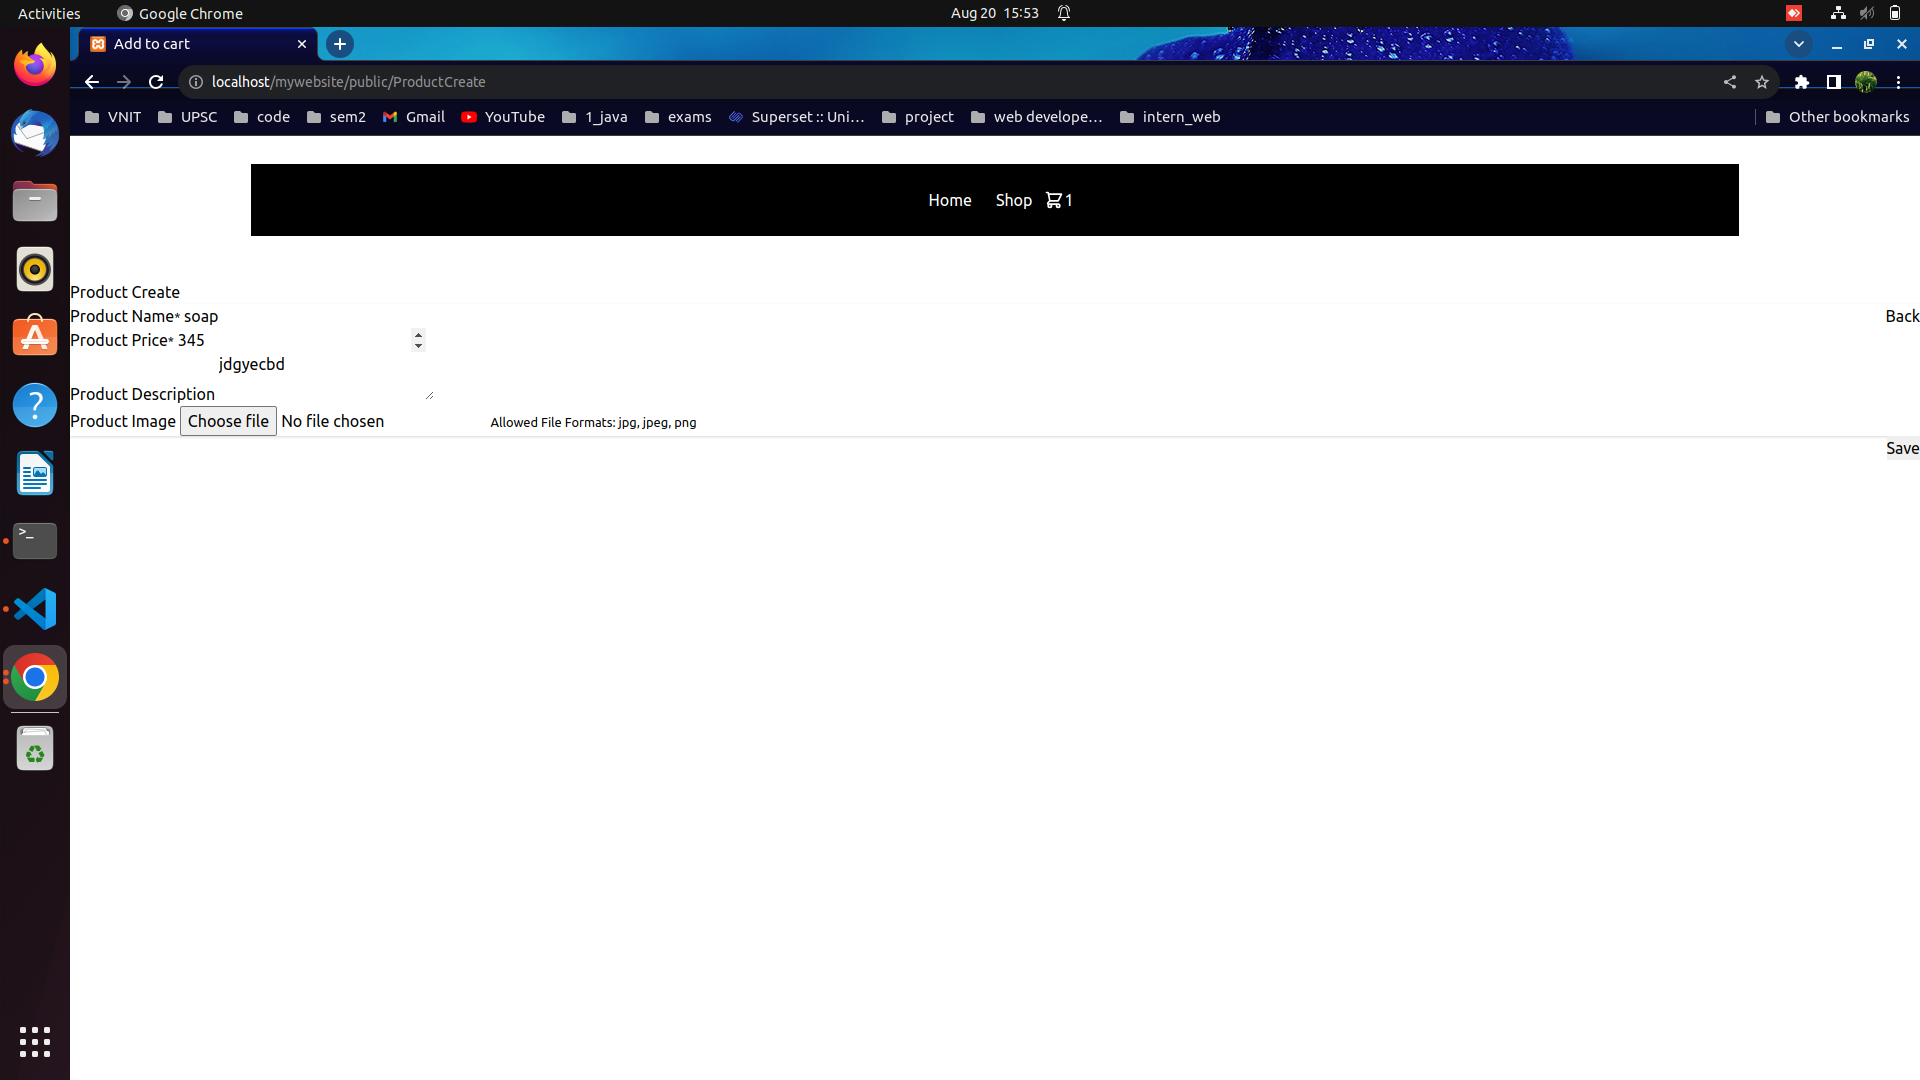 Activities Google Chrome Aug 20 15:53
Add to cart
localhost/mywebsite/public/ProductCreate
VNIT UPSC code sem2 Gmail YouTube 1_java exams Superset :: Uni... project web develope... intern_web Other bookmarks
Home Shop 1
Product Create
Product Name* soap Back
Product Price* 345
jdgyecbd
Product Description
Product Image Choose file No file chosen Allowed File Formats: jpg, jpeg, png
Save